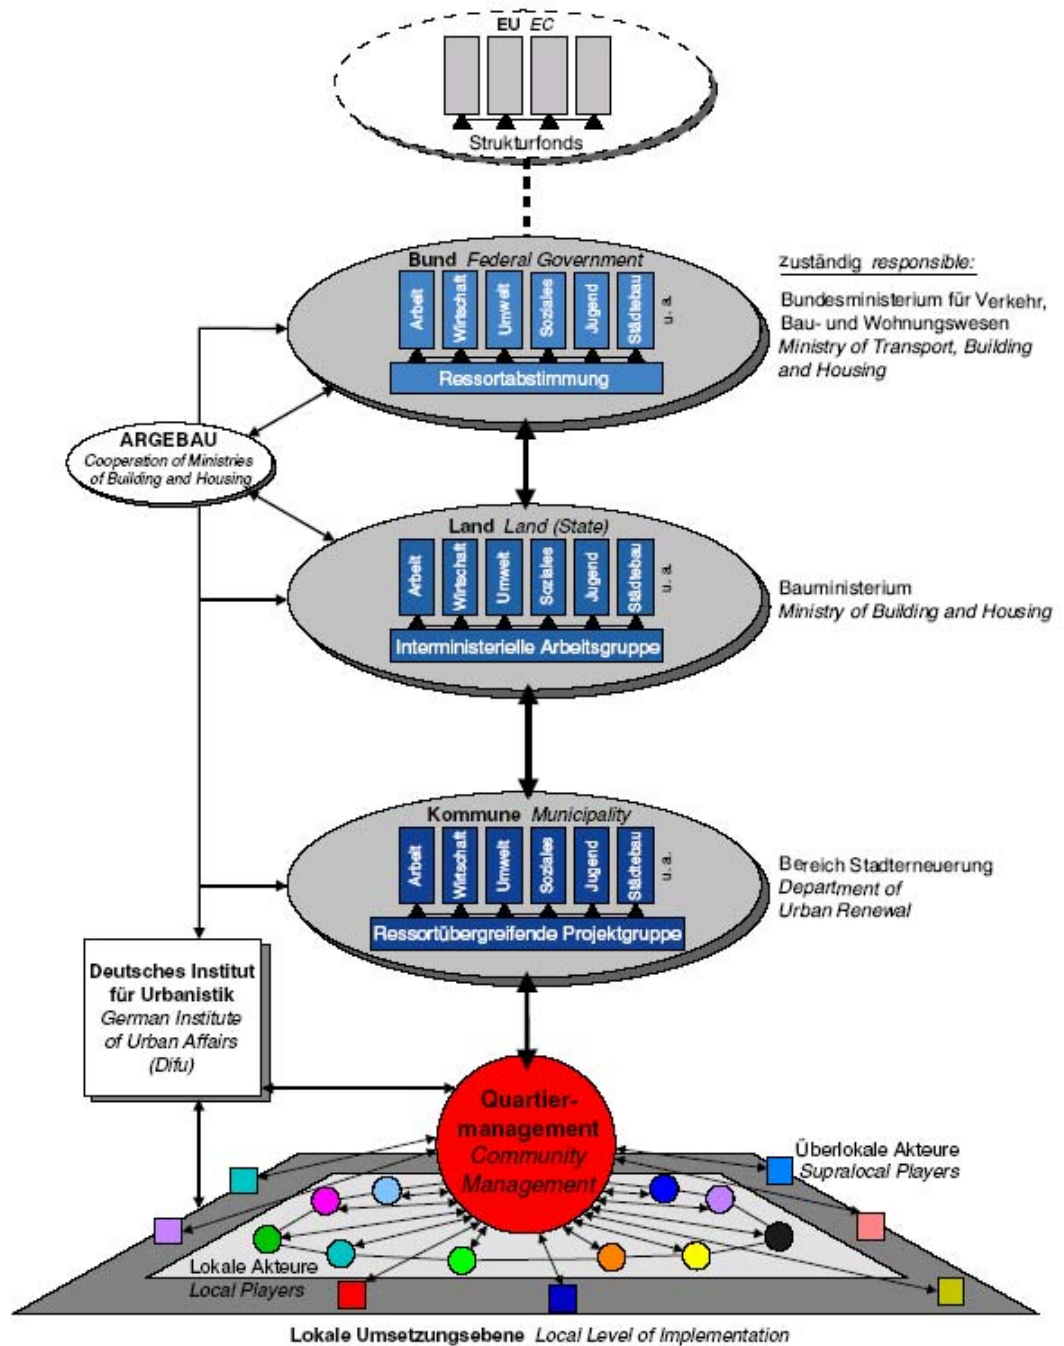 EU EC
Strukturfonds
Bund Federal Government
Arbeit
Wirtschaft
Umwelt
Soziales
Jugend
Städtebau
u. a.
Ressortabstimmung
zuständig responsible:
Bundesministerium für Verkehr,
Bau- und Wohnungswesen
Ministry of Transport, Building
and Housing
ARGEBAU
Cooperation of Ministries
of Building and Housing
Land Land (State)
Arbeit
Wirtschaft
Umwelt
Soziales
Jugend
Städtebau
u. a.
Interministerielle Arbeitsgruppe
Bauministerium
Ministry of Building and Housing
Kommune Municipality
Arbeit
Wirtschaft
Umwelt
Soziales
Jugend
Städtebau
u. a.
Ressortübergreifende Projektgruppe
Bereich Stadterneuerung
Department of
Urban Renewal
Deutsches Institut
für Urbanistik
German Institute
of Urban Affairs
(Difu)
Quartier-
management
Community
Management
Überlokale Akteure
Supralocal Players
Lokale Akteure
Local Players
Lokale Umsetzungsebene Local Level of Implementation